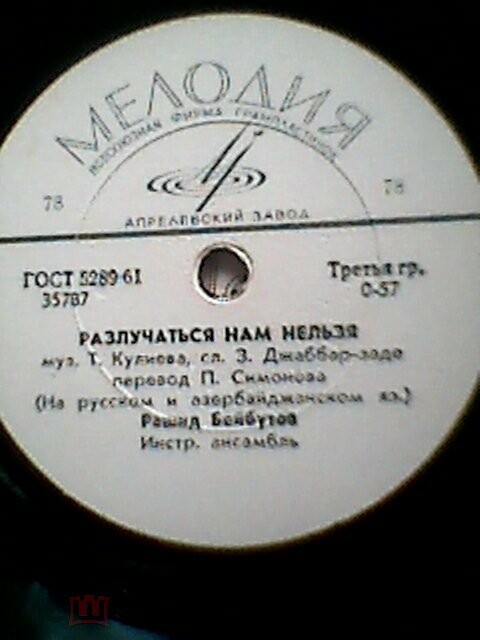 МЕЛОДИЯ
ВСЕСОЮЗНАЯ ФИРМА ГРАМПЛАСТИНОК
78 78
АПРЕЛЕВСКИЙ ЗАВОД
ГОСТ 5289-61 Третья гр.
35787 0-57
РАЗЛУЧАТЬСЯ НАМ НЕЛЬЗЯ
муз. Т. Кулиева, сл. З. Джаббар-заде
перевод П. Симонова
(На русском и азербайджанском яз.)
Рашид Бейбутов
Инстр. ансамбль